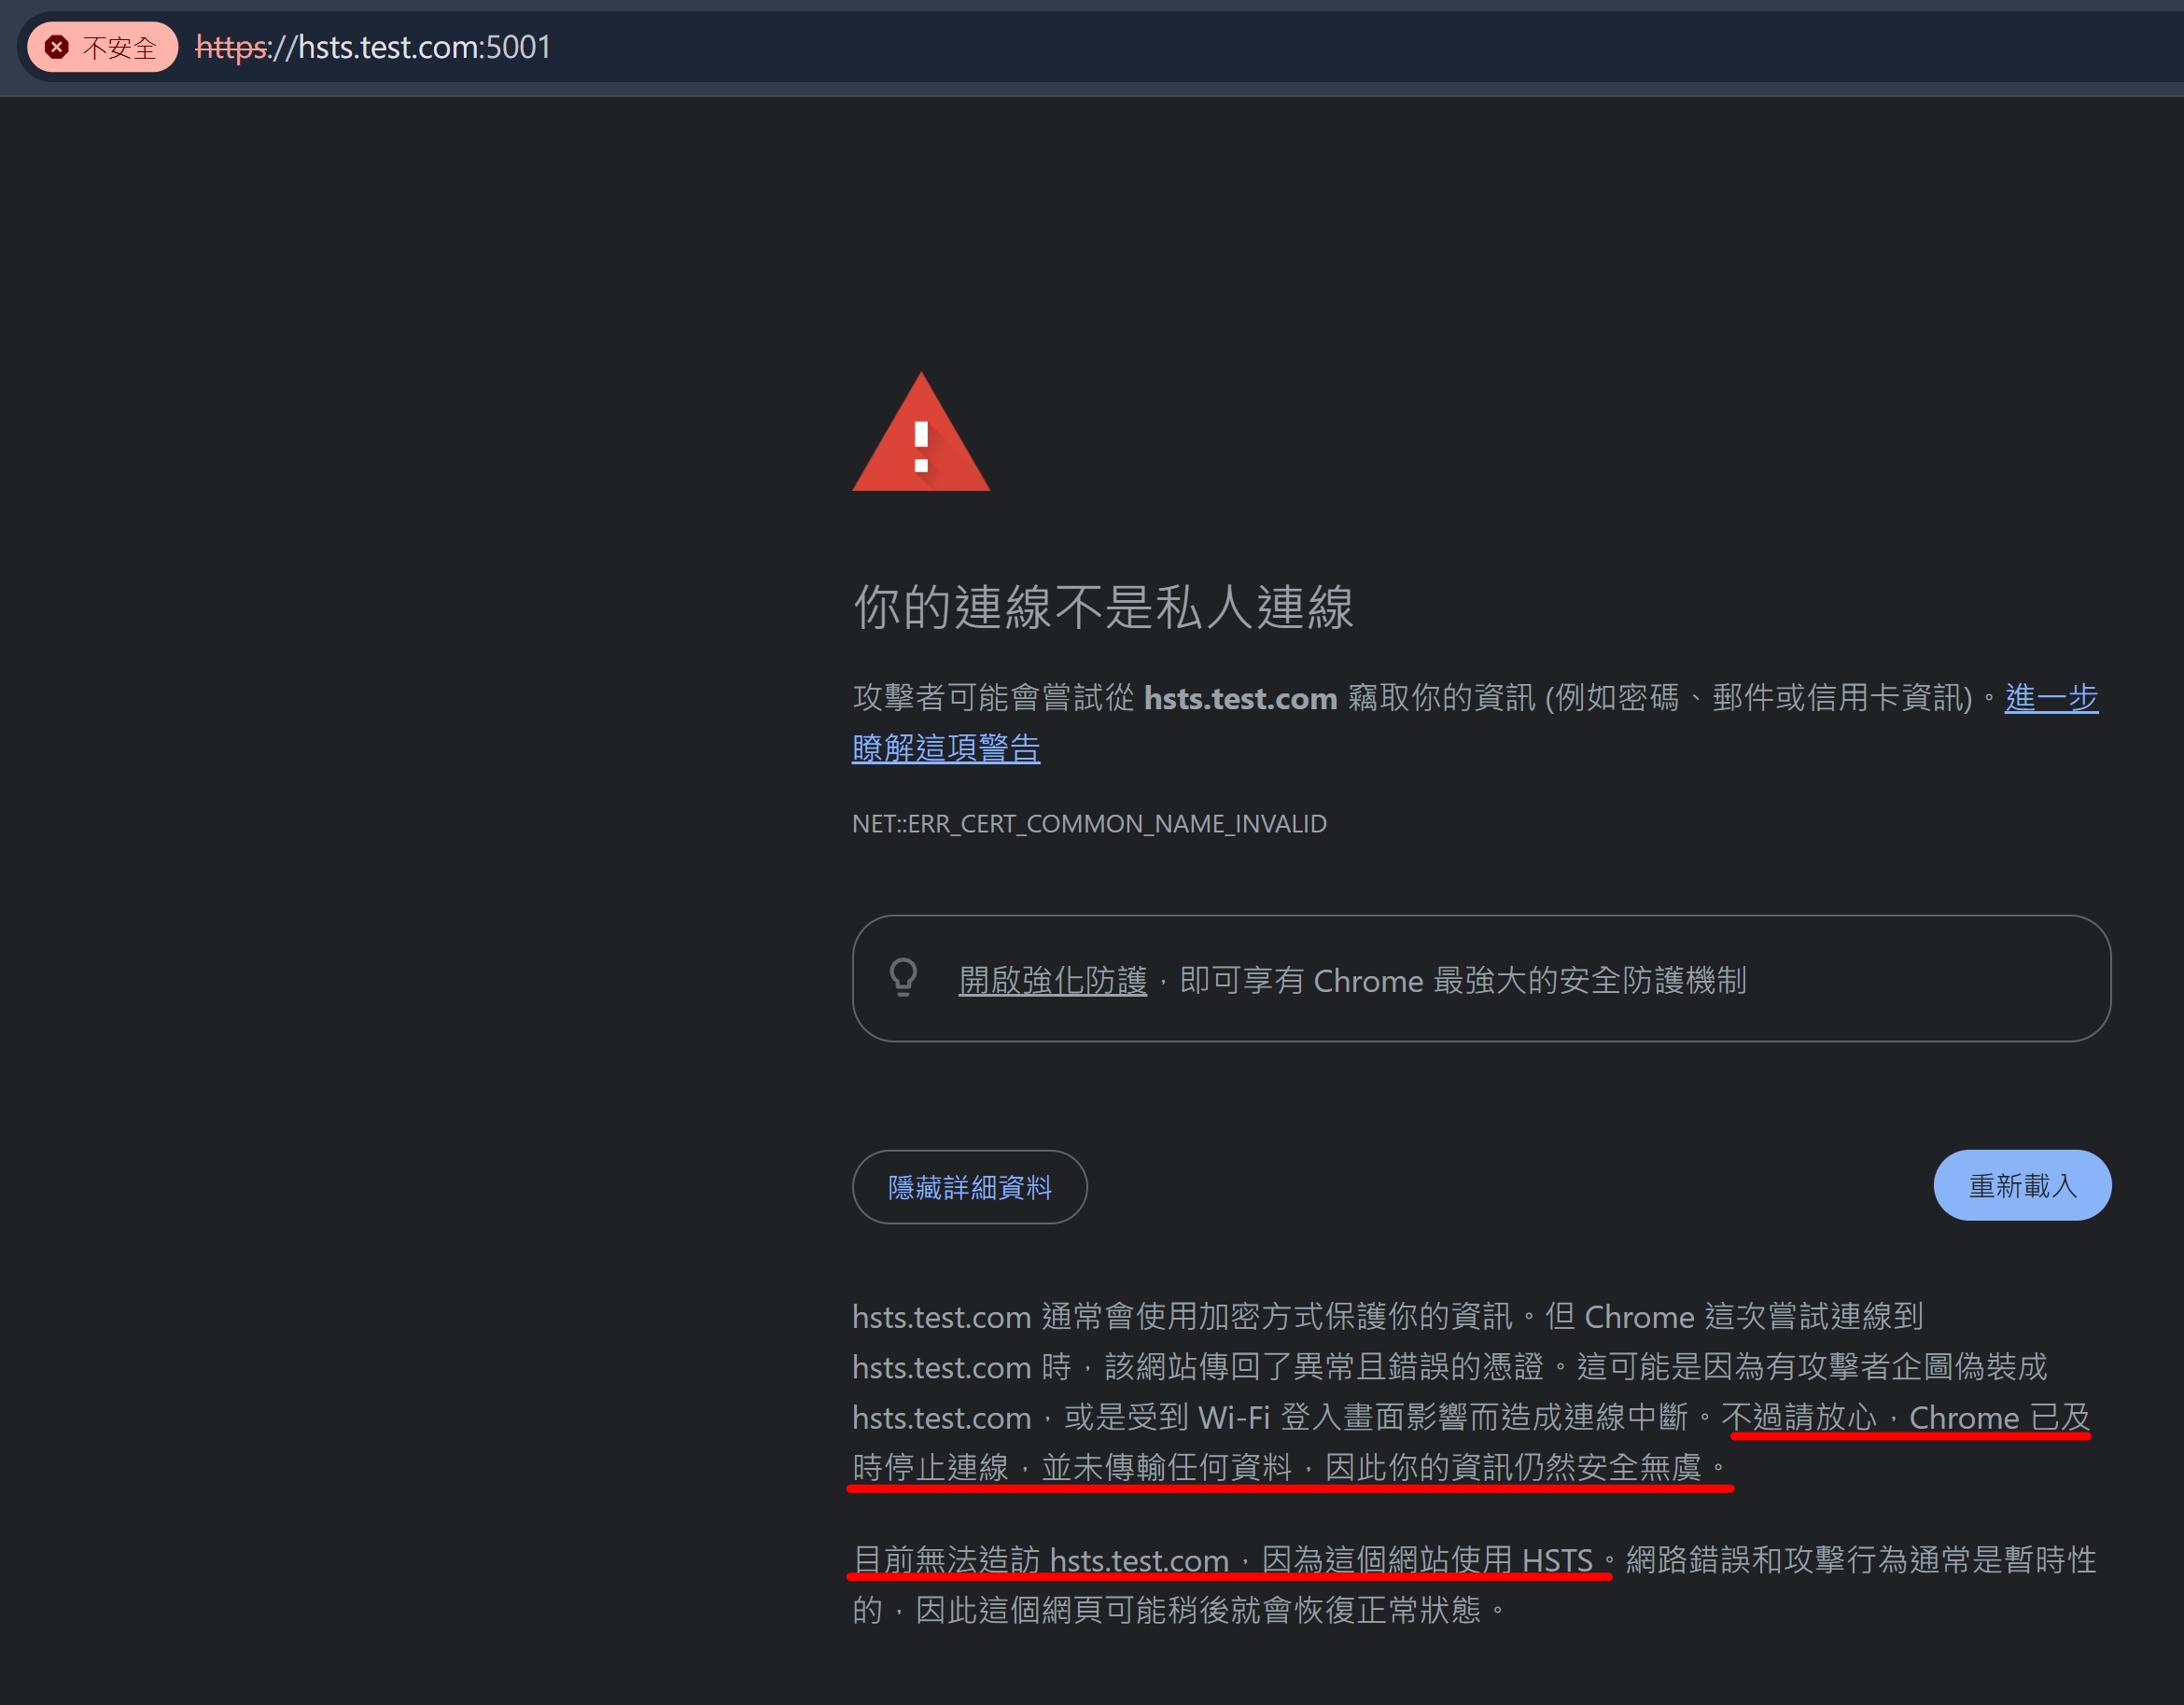 不安全 https://hsts.test.com:5001
你的連線不是私人連線
攻擊者可能會嘗試從 hsts.test.com 竊取你的資訊 (例如密碼、郵件或信用卡資訊)。進一步
瞭解這項警告
NET::ERR_CERT_COMMON_NAME_INVALID
開啟強化防護，即可享有 Chrome 最強大的安全防護機制
隱藏詳細資料
重新載入
hsts.test.com 通常會使用加密方式保護你的資訊。但 Chrome 這次嘗試連線到
hsts.test.com 時，該網站傳回了異常且錯誤的憑證。這可能是因為有攻擊者企圖偽裝成
hsts.test.com，或是受到 Wi-Fi 登入畫面影響而造成連線中斷。不過請放心，Chrome 已及
時停止連線，並未傳輸任何資料，因此你的資訊仍然安全無虞。
目前無法造訪 hsts.test.com，因為這個網站使用 HSTS。網路錯誤和攻擊行為通常是暫時性
的，因此這個網頁可能稍後就會恢復正常狀態。